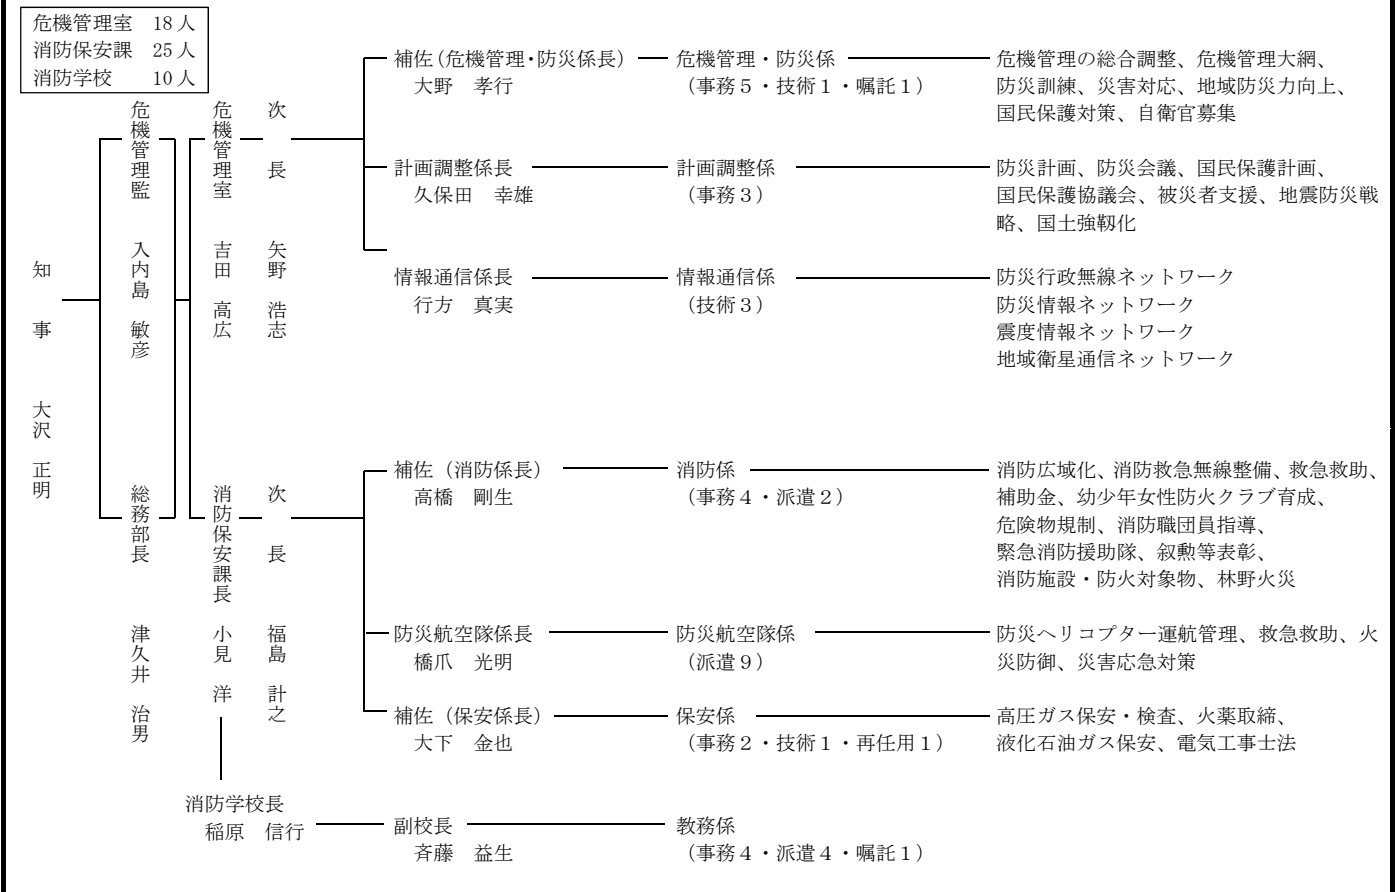 危機管理室　18人
消防保安課　25人
消防学校　10人
知事　大沢　正明
危機管理監　入内島　敏彦
総務部長　津久井　治男
危機管理室　吉田　高広
次長　矢野　浩志
補佐（危機管理・防災係長）
大野　孝行
危機管理・防災係
（事務５・技術１・嘱託１）
危機管理の総合調整、危機管理大網、
防災訓練、災害対応、地域防災力向上、
国民保護対策、自衛官募集
計画調整係長
久保田　幸雄
計画調整係
（事務３）
防災計画、防災会議、国民保護計画、
国民保護協議会、被災者支援、地震防災戦
略、国土強靱化
情報通信係長
行方　真実
情報通信係
（技術３）
防災行政無線ネットワーク
防災情報ネットワーク
震度情報ネットワーク
地域衛星通信ネットワーク
消防保安課長　小見　洋
次長　福島　計之
補佐（消防係長）
高橋　剛生
消防係
（事務４・派遣２）
消防広域化、消防救急無線整備、救急救助、
補助金、幼少年女性防火クラブ育成、
危険物規制、消防職団員指導、
緊急消防援助隊、叙勲等表彰、
消防施設・防火対象物、林野火災
防災航空隊係長
橋爪　光明
防災航空隊係
（派遣９）
防災ヘリコプター運航管理、救急救助、火
災防御、災害応急対策
補佐（保安係長）
大下　金也
保安係
（事務２・技術１・再任用１）
高圧ガス保安・検査、火薬取締、
液化石油ガス保安、電気工事士法
消防学校長
稲原　信行
副校長
斉藤　益生
教務係
（事務４・派遣４・嘱託１）